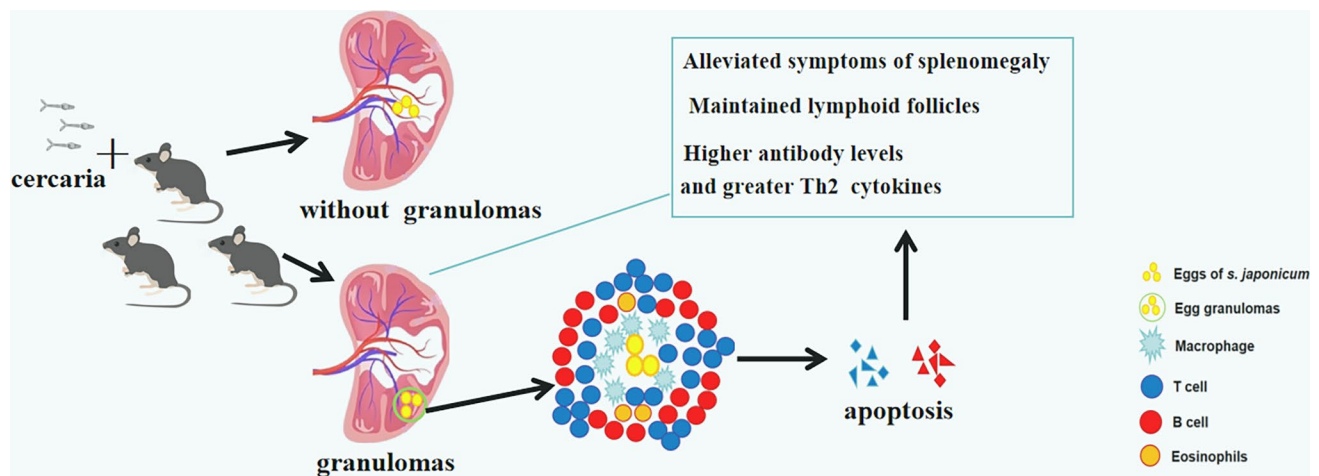 cercaria
+
without granulomas
granulomas
Alleviated symptoms of splenomegaly
Maintained lymphoid follicles
Higher antibody levels
and greater Th2 cytokines
apoptosis
Eggs of s. japonicum
Egg granulomas
Macrophage
T cell
B cell
Eosinophils